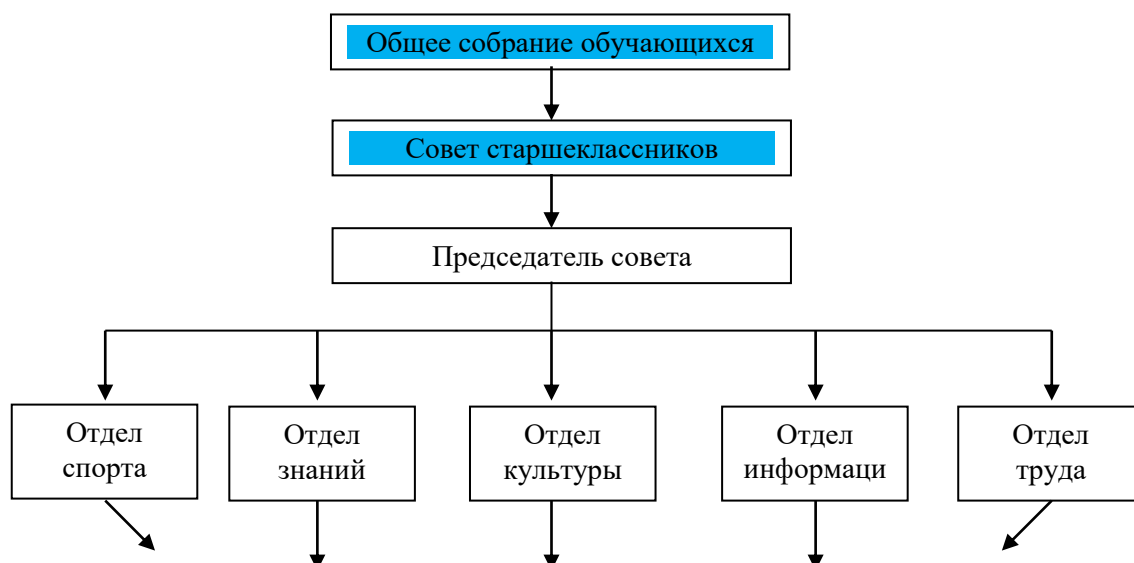 Общее собрание обучающихся
Совет старшеклассников
Председатель совета
Отдел
спорта
Отдел
знаний
Отдел
культуры
Отдел
информаци
Отдел
труда